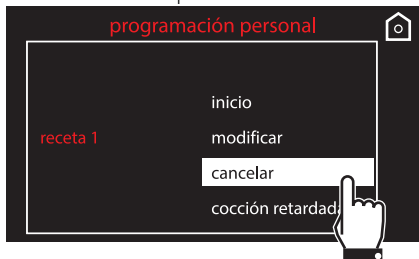 programación personal
inicio
receta 1
modificar
cancelar
cocción retardada